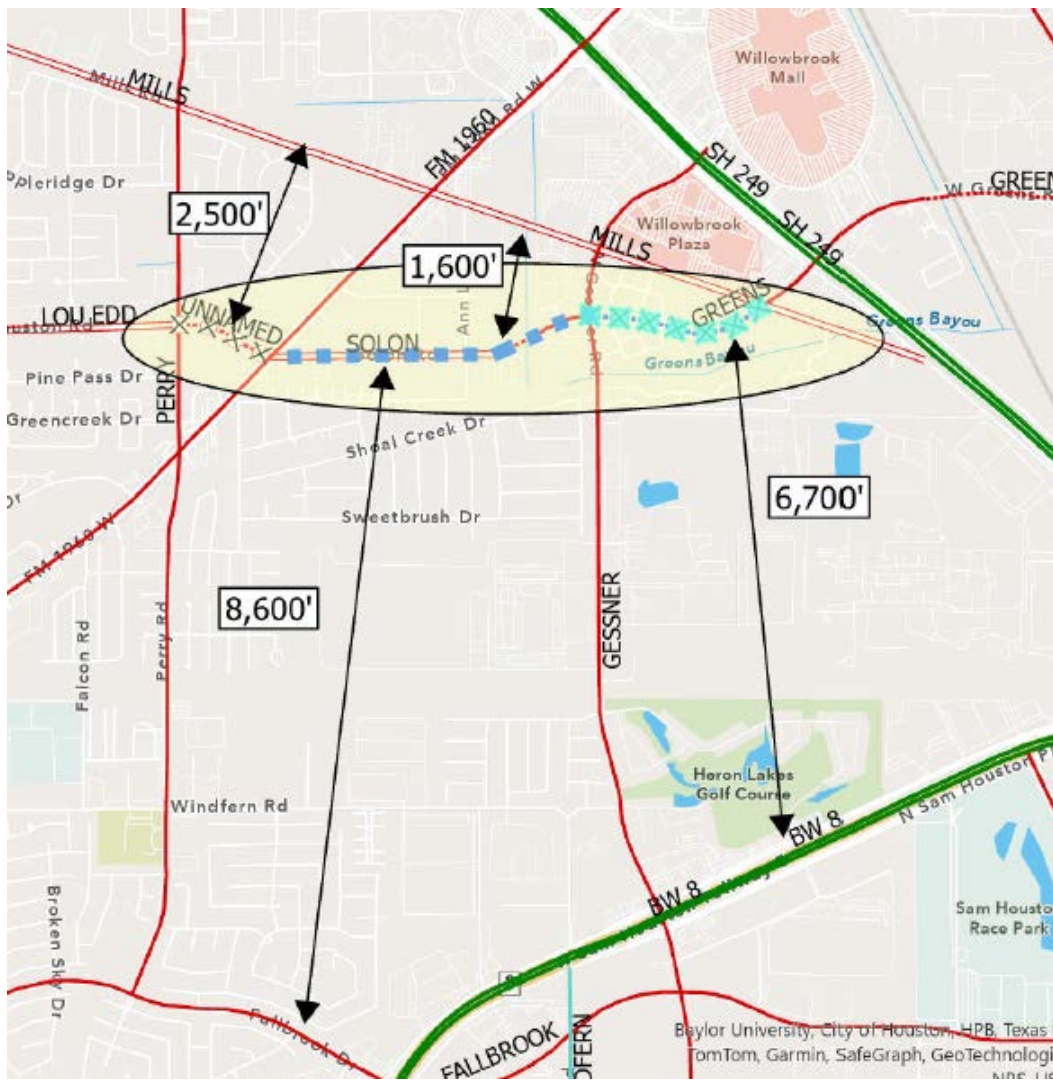 Willowbrook
Mall
MILLS
FM 1960
SH 249
GREEN
Dr
2,500'
Willowbrook
Plaza
MILLS
SH 249
1,600'
LOU EDD
UNNAMED
GREENS
Greens Bayou
SOLON
Pine Pass Dr
Greens Bayou
PERRY
Greencreek Dr
Shoal Creek Dr
6,700'
Sweetbrush Dr
FM 1960 W
8,600'
GESSNER
Falcon Rd
Perry Rd
Heron Lakes
Golf Course
Windfern Rd
BW 8
N Sam Houston
BW 8
Broken Sky Dr
Sam Housto
Race Park
Fallbrook Dr
FALLBROOK
DFERN
Baylor University, City of Houston, HPB, Texas
TomTom, Garmin, SafeGraph, GeoTechnologi